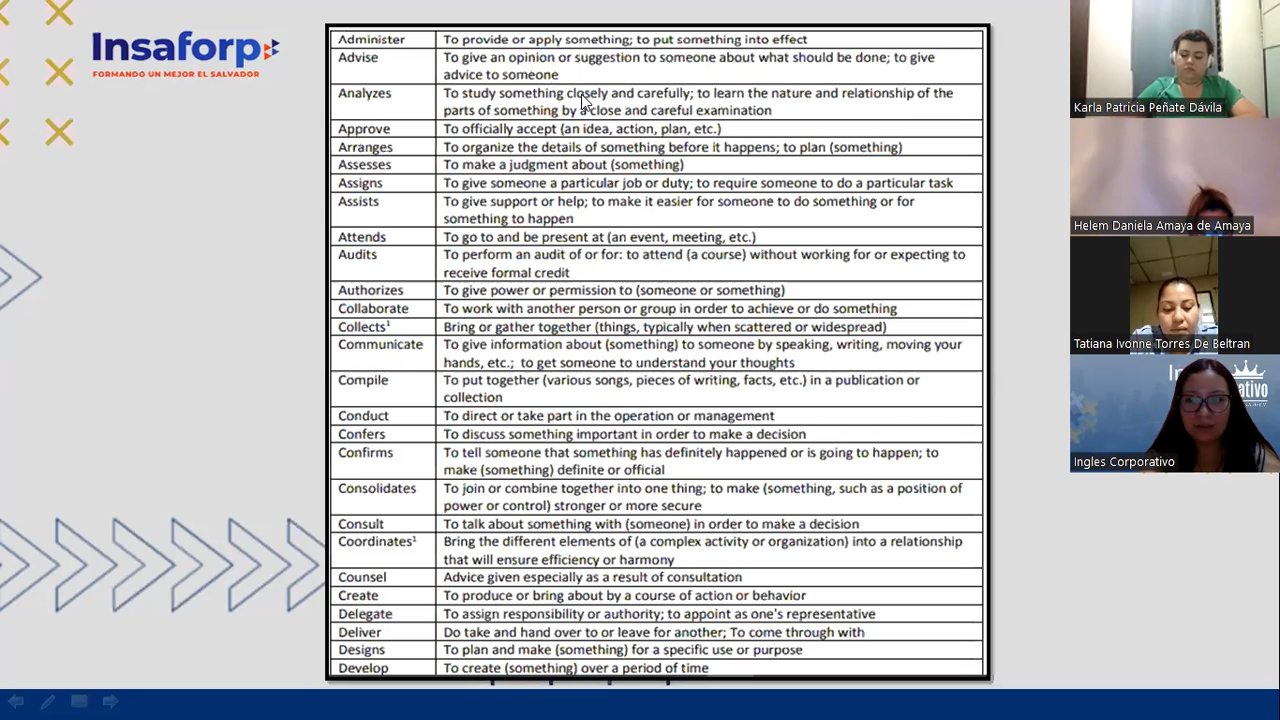 Insaforp
FORMANDO UN MEJOR EL SALVADOR
Administer To provide or apply something; to put something into effect
Advise To give an opinion or suggestion to someone about what should be done; to give
advice to someone
Analyzes To study something closely and carefully; to learn the nature and relationship of the
parts of something by a close and careful examination
Approve To officially accept (an idea, action, plan, etc.)
Arranges To organize the details of something before it happens; to plan (something)
Assesses To make a judgment about (something)
Assigns To give someone a particular job or duty; to require someone to do a particular task
Assists To give support or help; to make it easier for someone to do something or for
something to happen
Attends To go to and be present at (an event, meeting, etc.)
Audits To perform an audit of or for: to attend (a course) without working for or expecting to
receive formal credit
Authorizes To give power or permission to (someone or something)
Collaborate To work with another person or group in order to achieve or do something
Collects¹ Bring or gather together (things, typically when scattered or widespread)
Communicate To give information about (something) to someone by speaking, writing, moving your
hands, etc.; to get someone to understand your thoughts
Compile To put together (various songs, pieces of writing, facts, etc.) in a publication or
collection
Conduct To direct or take part in the operation or management
Confers To discuss something important in order to make a decision
Confirms To tell someone that something has definitely happened or is going to happen; to
make (something) definite or official
Consolidates To join or combine together into one thing; to make (something, such as a position of
power or control) stronger or more secure
Consult To talk about something with (someone) in order to make a decision
Coordinates¹ Bring the different elements of (a complex activity or organization) into a relationship
that will ensure efficiency or harmony
Counsel Advice given especially as a result of consultation
Create To produce or bring about by a course of action or behavior
Delegate To assign responsibility or authority; to appoint as one's representative
Deliver Do take and hand over to or leave for another; To come through with
Designs To plan and make (something) for a specific use or purpose
Develop To create (something) over a period of time
Karla Patricia Peñate Dávila
Helem Daniela Amaya de Amaya
Tatiana Ivonne Torres De Beltran
Ingles Corporativo